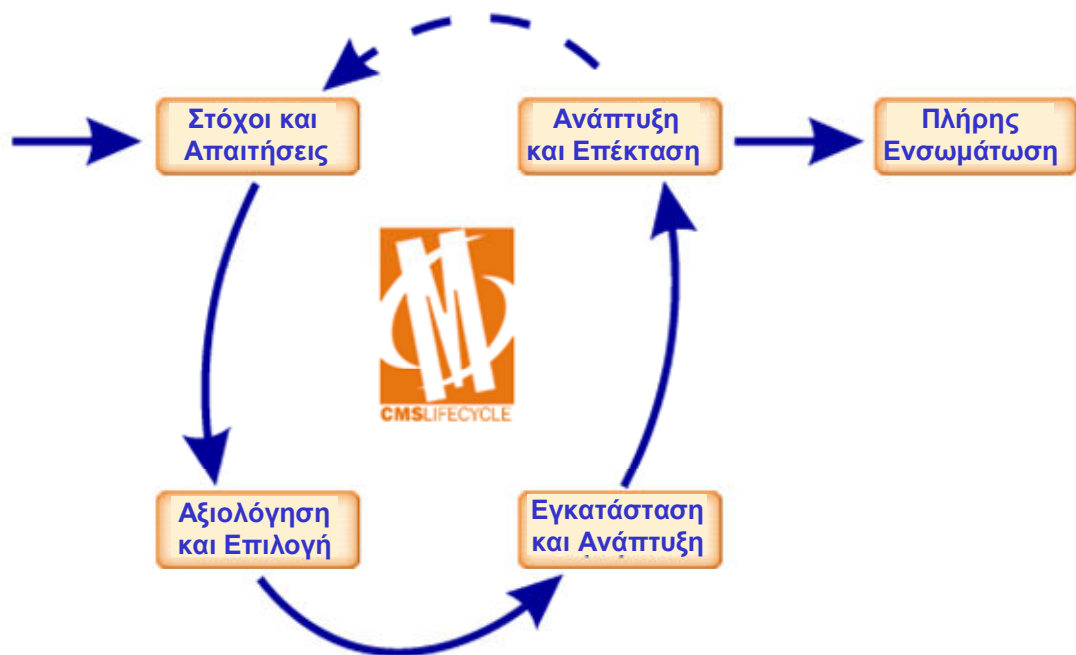 Στόχοι και
Απαιτήσεις
Ανάπτυξη
και Επέκταση
Πλήρης
Ενσωμάτωση
CMSLIFECYCLE
Αξιολόγηση
και Επιλογή
Εγκατάσταση
και Ανάπτυξη